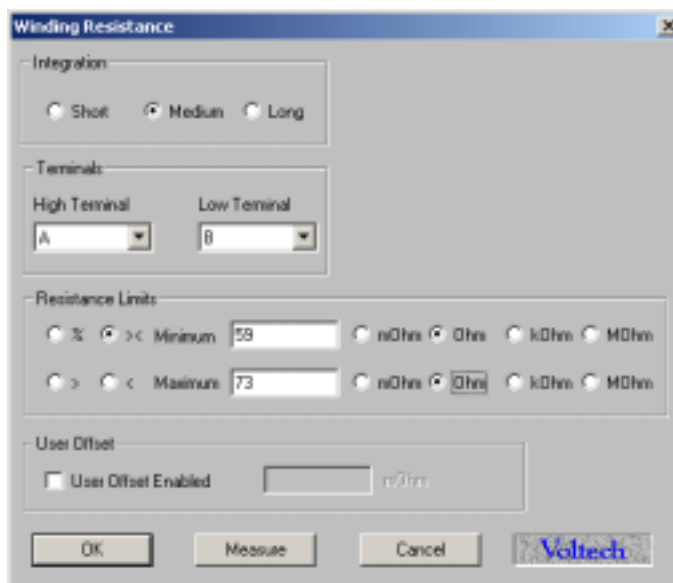 Winding Resistance
Integration
Short Medium Long
Terminals
High Terminal Low Terminal
A B
Resistance Limits
% >< Minimum 59 mOhm Ohm kOhm MOhm
> < Maximum 73 mOhm Ohm kOhm MOhm
User Offset
User Offset Enabled mOhm
OK Measure Cancel Voltech